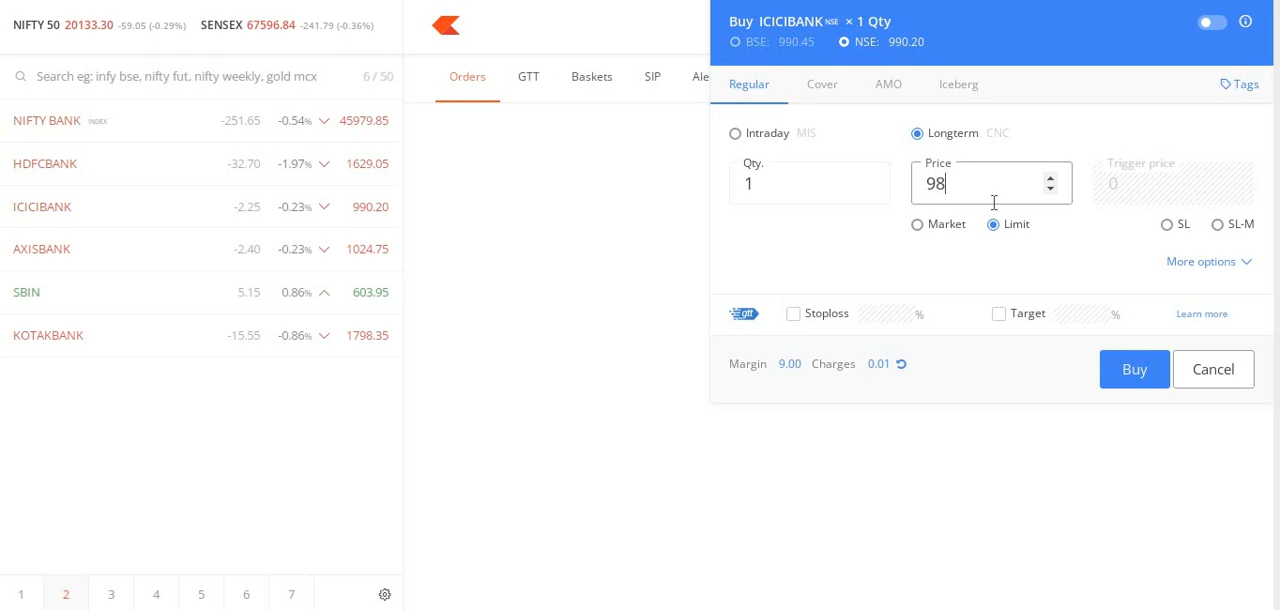 NIFTY 50 20133.30 -59.05 (-0.29%) SENSEX 67596.84 -241.79 (-0.36%)
Search eg: infy bse, nifty fut, nifty weekly, gold mcx 6 / 50
NIFTY BANK INDEX -251.65 -0.54% 45979.85
HDFCBANK -32.70 -1.97% 1629.05
ICICIBANK -2.25 -0.23% 990.20
AXISBANK -2.40 -0.23% 1024.75
SBIN 5.15 0.86% 603.95
KOTAKBANK -15.55 -0.86% 1798.35
1 2 3 4 5 6 7
Orders GTT Baskets SIP Ale
Buy ICICIBANK NSE × 1 Qty
BSE: 990.45 NSE: 990.20
Regular Cover AMO Iceberg Tags
Intraday MIS Longterm CNC
Qty. Price Trigger price
1 98 0
Market Limit SL SL-M
More options
gtt Stoploss % Target % Learn more
Margin 9.00 Charges 0.01 Buy Cancel